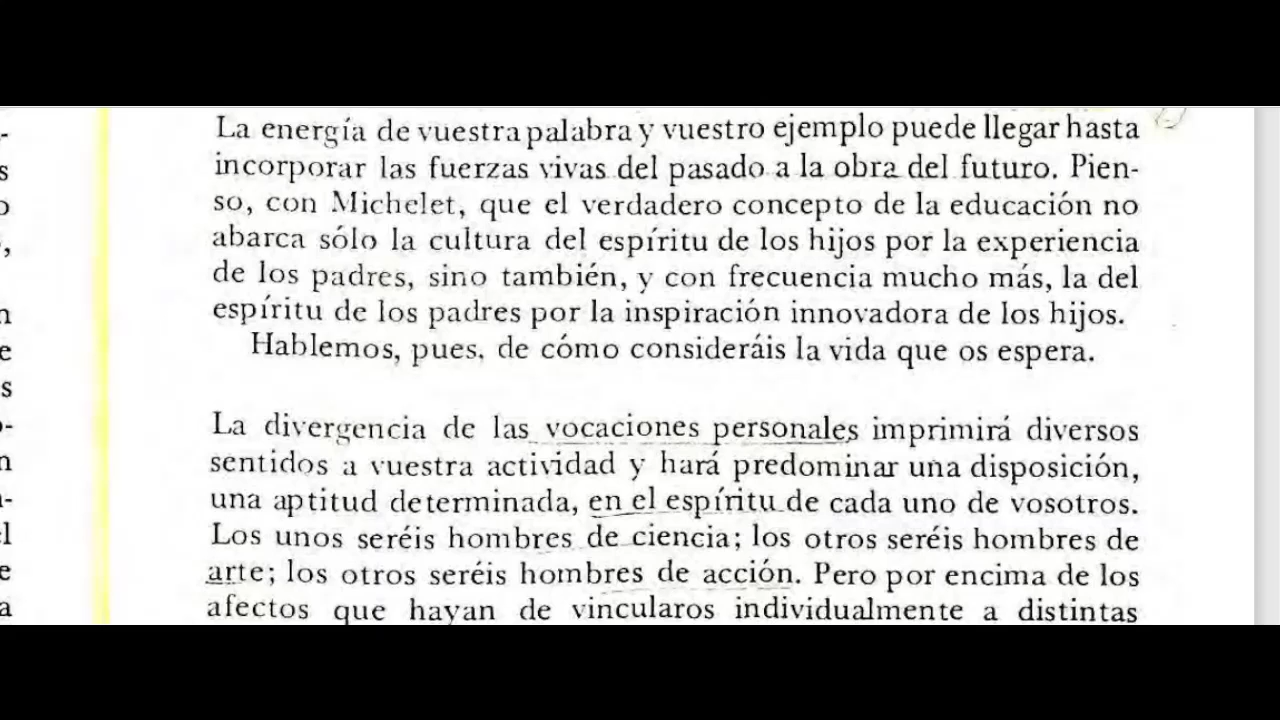 La energía de vuestra palabra y vuestro ejemplo puede llegar hasta
incorporar las fuerzas vivas del pasado a la obra del futuro. Pien-
so, con Michelet, que el verdadero concepto de la educación no
abarca sólo la cultura del espíritu de los hijos por la experiencia
de los padres, sino también, y con frecuencia mucho más, la del
espíritu de los padres por la inspiración innovadora de los hijos.
Hablemos, pues, de cómo consideráis la vida que os espera.
La divergencia de las vocaciones personales imprimirá diversos
sentidos a vuestra actividad y hará predominar una disposición,
una aptitud determinada, en el espíritu de cada uno de vosotros.
Los unos seréis hombres de ciencia; los otros seréis hombres de
arte; los otros seréis hombres de acción. Pero por encima de los
afectos que hayan de vincularos individualmente a distintas